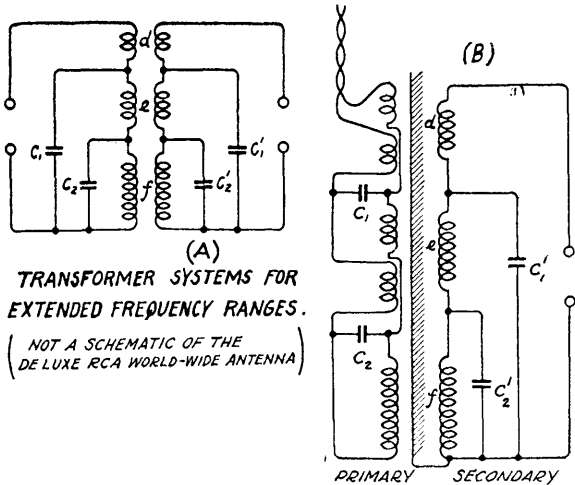 d
e
f
C₁
C₂
C₁'
C₂'
(A)
TRANSFORMER SYSTEMS FOR
EXTENDED FREQUENCY RANGES.
(NOT A SCHEMATIC OF THE
DE LUXE RCA WORLD-WIDE ANTENNA)
(B)
C₁
C₂
d
e
f
C₁'
C₂'
PRIMARY
SECONDARY